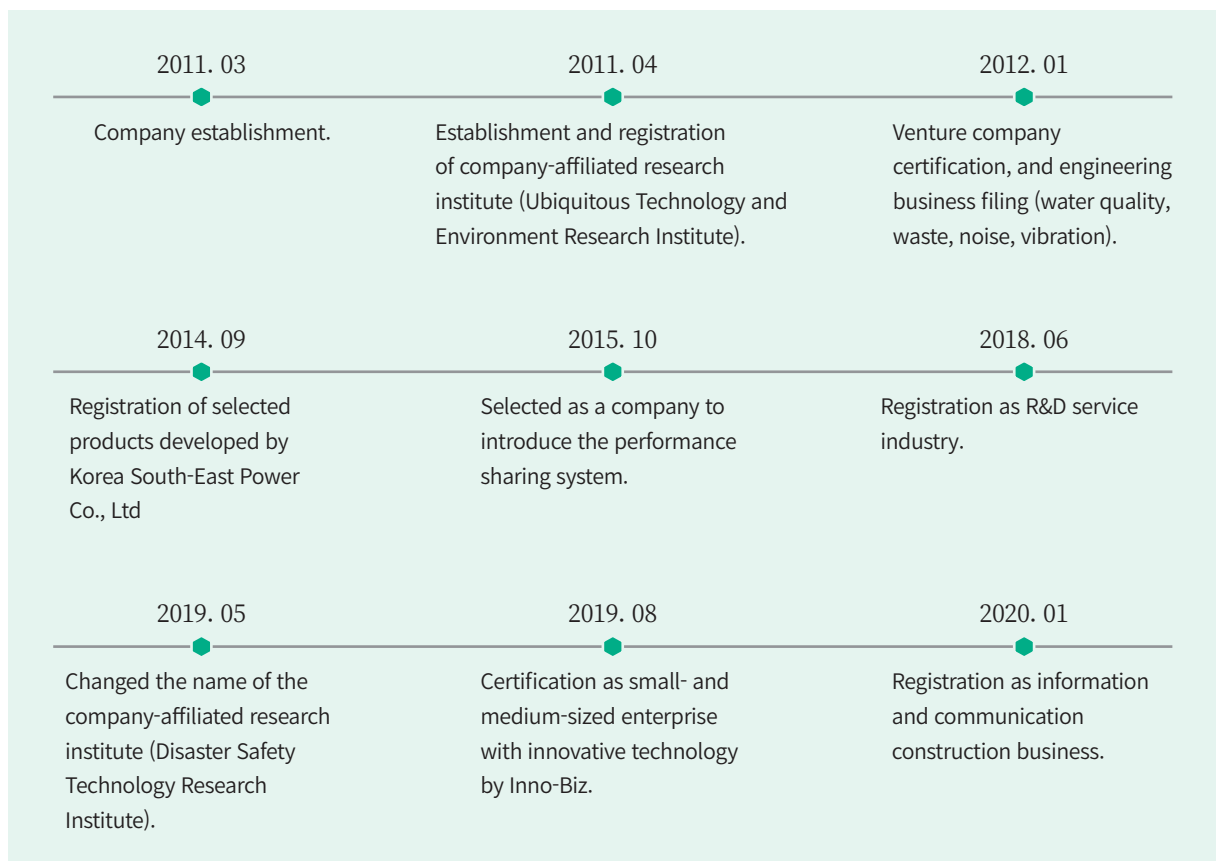 2011. 03
Company establishment.
2011. 04
Establishment and registration
of company-affiliated research
institute (Ubiquitous Technology and
Environment Research Institute).
2012. 01
Venture company
certification, and engineering
business filing (water quality,
waste, noise, vibration).
2014. 09
Registration of selected
products developed by
Korea South-East Power
Co., Ltd
2015. 10
Selected as a company to
introduce the performance
sharing system.
2018. 06
Registration as R&D service
industry.
2019. 05
Changed the name of the
company-affiliated research
institute (Disaster Safety
Technology Research
Institute).
2019. 08
Certification as small- and
medium-sized enterprise
with innovative technology
by Inno-Biz.
2020. 01
Registration as information
and communication
construction business.